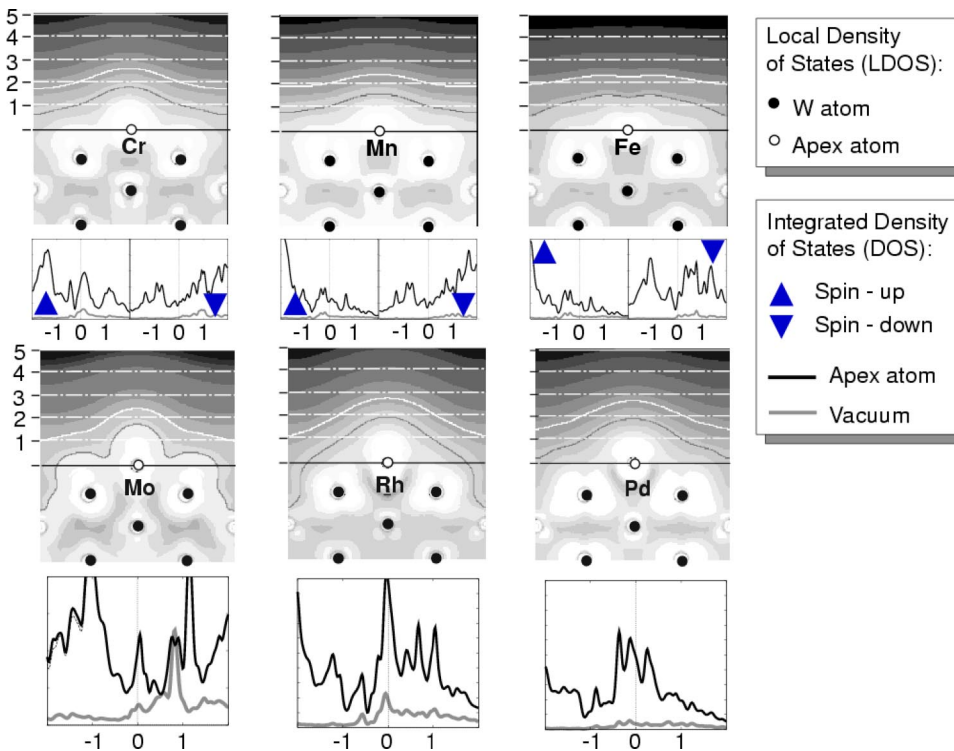 5
4
3
2
1
Cr
Mn
Fe
Local Density
of States (LDOS):
W atom
Apex atom
-1 0 1 -1 0 1
-1 0 1 -1 0 1
-1 0 1 -1 0 1
Integrated Density
of States (DOS):
Spin - up
Spin - down
Apex atom
Vacuum
5
4
3
2
1
Mo
Rh
Pd
-1 0 1
-1 0 1
-1 0 1